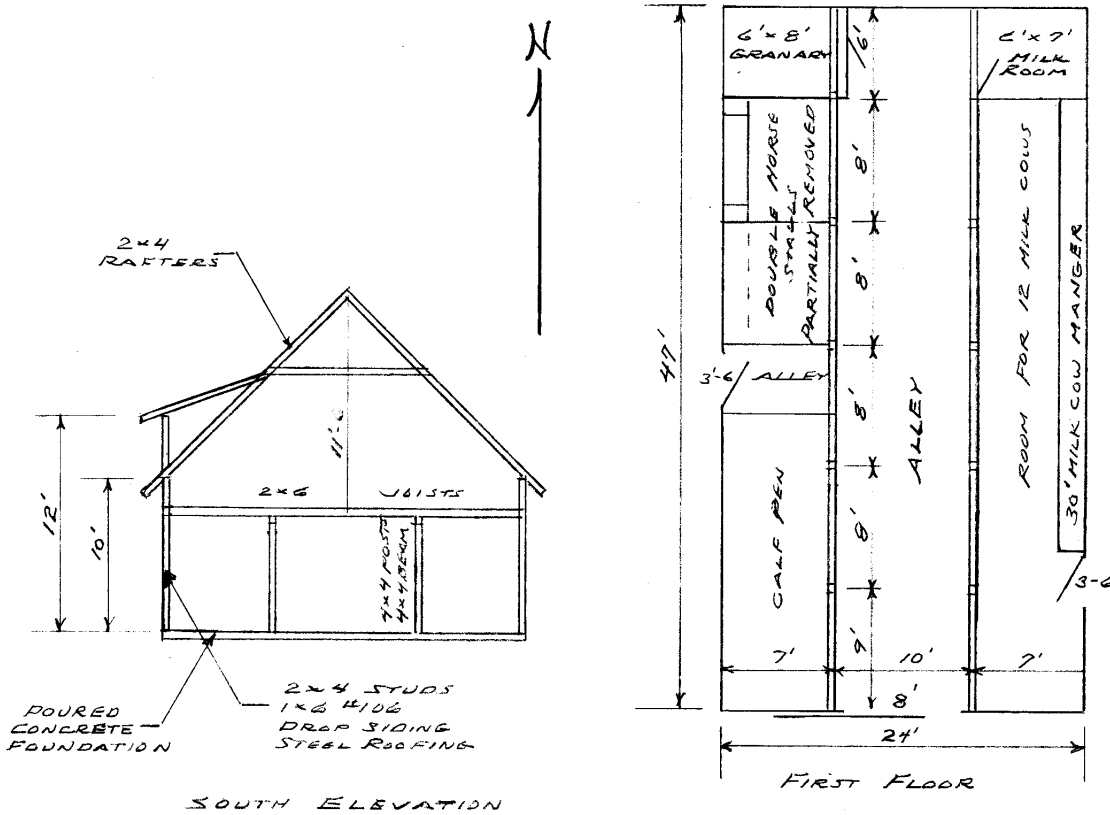 N
2x4
RAFTERS
12'
10'
11'-6
2x6 JOISTS
4x4 POSTS
4x4 BEAM
POURED
CONCRETE
FOUNDATION
2x4 STUDS
1x6 #106
DROP SIDING
STEEL ROOFING
SOUTH ELEVATION
6'x8'
GRANARY
6'
6'x7'
MILK
ROOM
DOUBLE HORSE
STALLS
PARTIALLY REMOVED
8'
8'
8'
8'
9'
47'
3'-6
ALLEY
ALLEY
CALF PEN
ROOM FOR 12 MILK COWS
30' MILK COW MANGER
3-6
7'
10'
7'
8'
24'
FIRST FLOOR